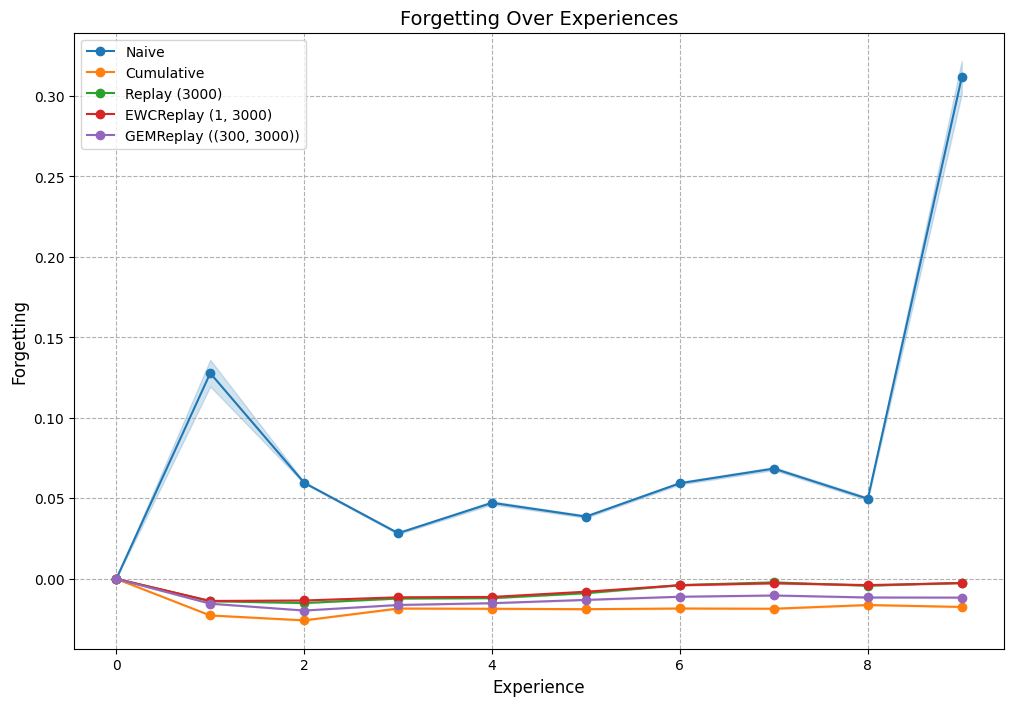 Forgetting Over Experiences
Naive
Cumulative
Replay (3000)
EWCReplay (1, 3000)
GEMReplay ((300, 3000))
Forgetting
0.30
0.25
0.20
0.15
0.10
0.05
0.00
0 2 4 6 8
Experience